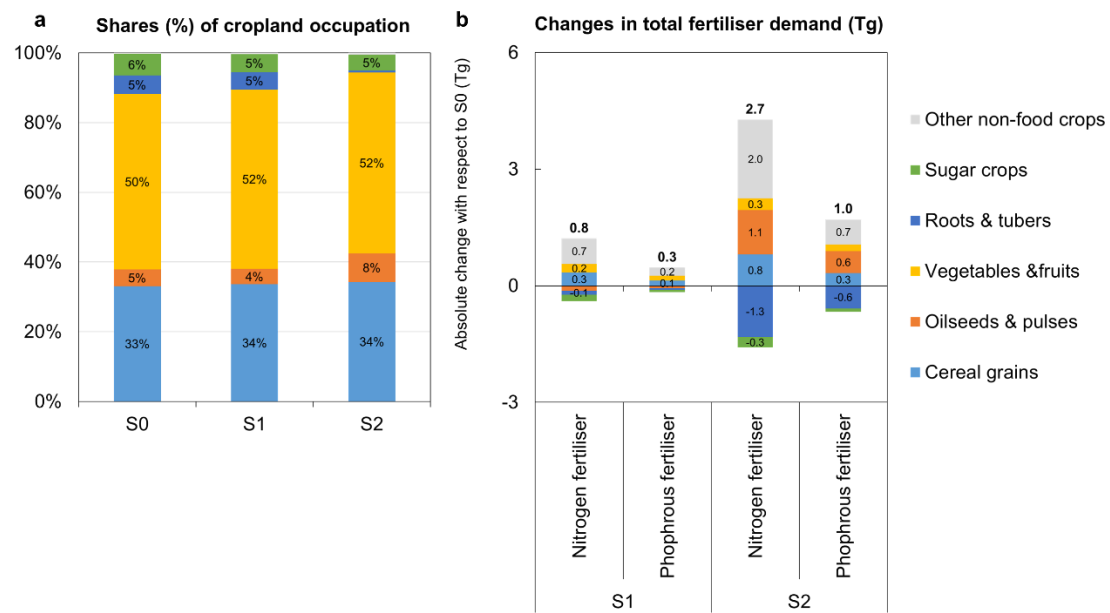 a
Shares (%) of cropland occupation
100%
80%
60%
40%
20%
0%
6%
5%
50%
5%
33%
5%
5%
52%
4%
34%
5%
52%
8%
34%
S0
S1
S2
b
Changes in total fertiliser demand (Tg)
Absolute change with respect to S0 (Tg)
6
3
0
-3
0.8
0.7
0.2
0.3
-0.1
0.3
0.2
0.1
2.7
2.0
0.3
1.1
0.8
-1.3
-0.3
1.0
0.7
0.6
0.3
-0.6
Nitrogen fertiliser
Phophrous fertiliser
Nitrogen fertiliser
Phophrous fertiliser
S1
S2
Other non-food crops
Sugar crops
Roots & tubers
Vegetables &fruits
Oilseeds & pulses
Cereal grains